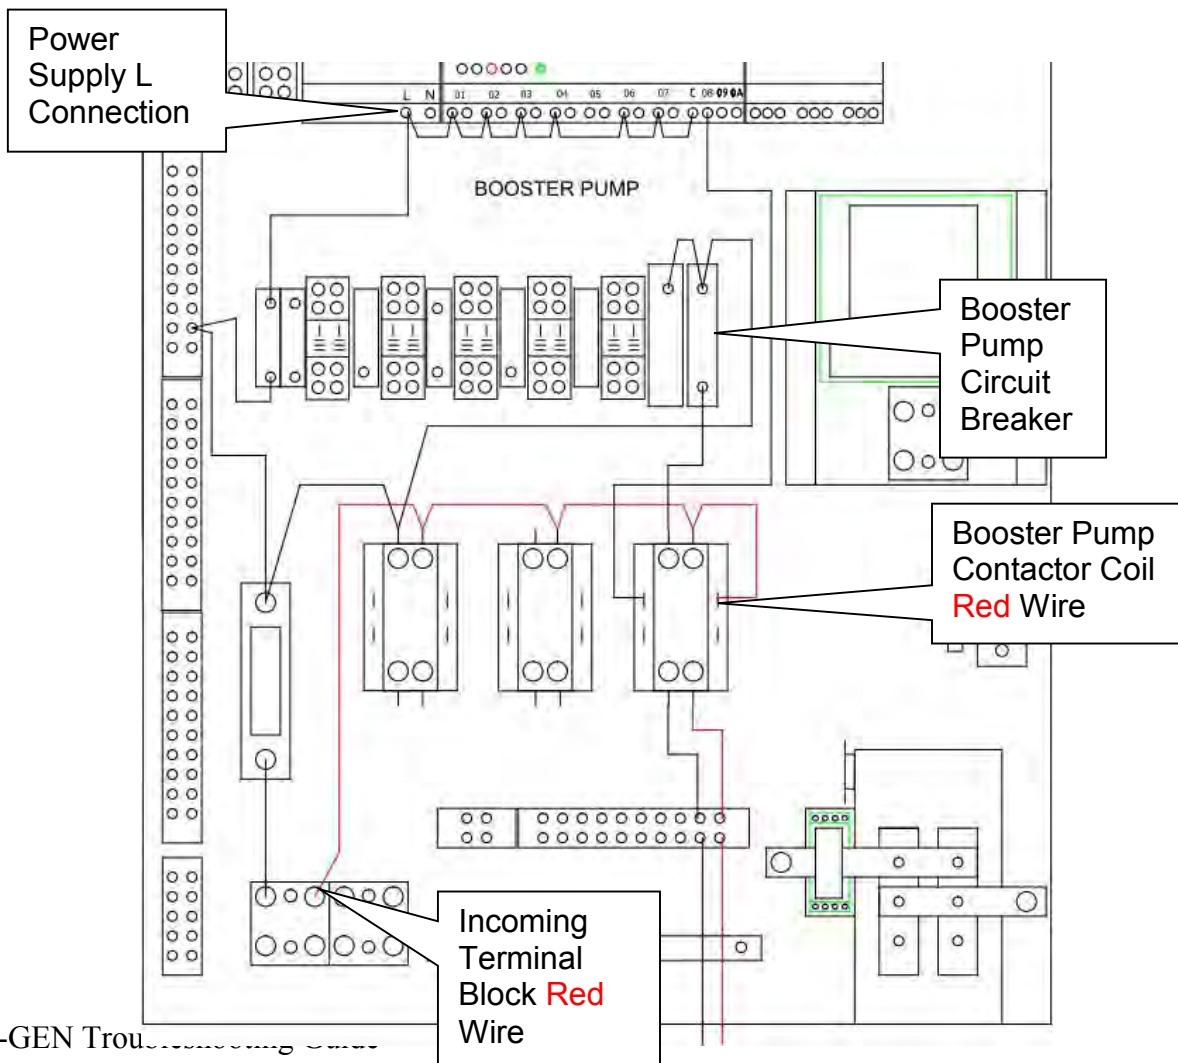 Power
Supply L
Connection
L N 01 02 03 04 05 06 07 C 08 09 0A
BOOSTER PUMP
Booster
Pump
Circuit
Breaker
Booster Pump
Contactor Coil
Red Wire
Incoming
Terminal
Block Red
Wire
-GEN Troubleshooting Guide